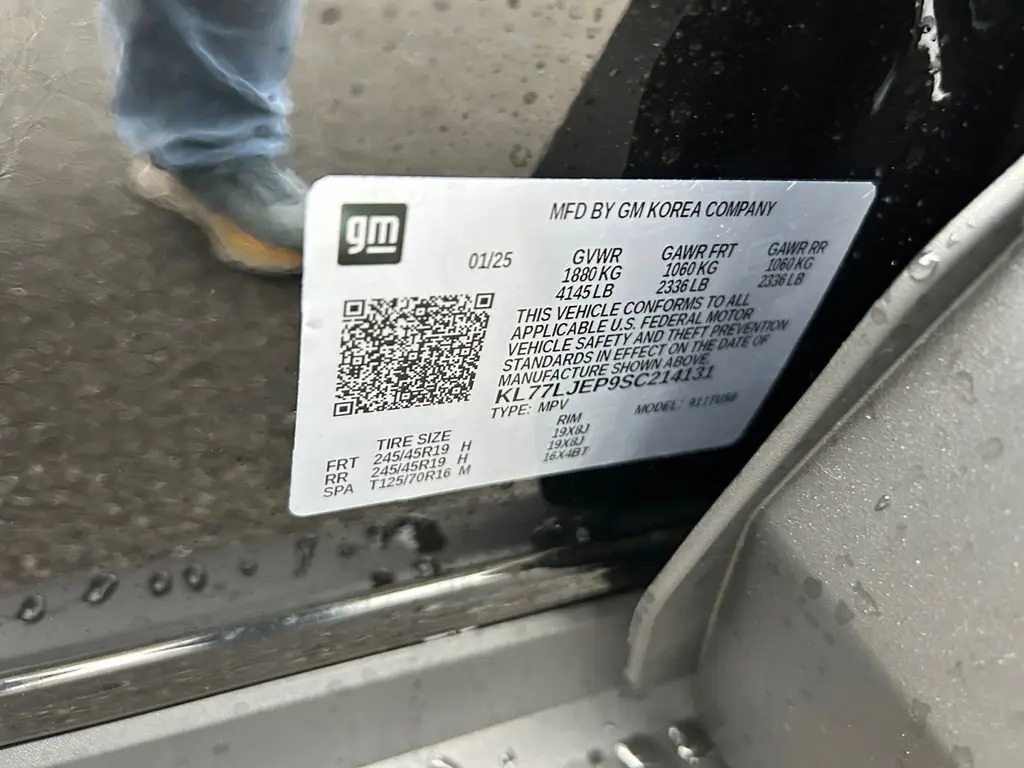 gm
MFD BY GM KOREA COMPANY
01/25
GVWR GAWR FRT GAWR RR
1880 KG 1060 KG 1060 KG
4145 LB 2336 LB 2336 LB
THIS VEHICLE CONFORMS TO ALL
APPLICABLE U.S. FEDERAL MOTOR
VEHICLE SAFETY AND THEFT PREVENTION
STANDARDS IN EFFECT ON THE DATE OF
MANUFACTURE SHOWN ABOVE.
KL77LJEP9SC214131
TYPE: MPV MODEL:
TIRE SIZE RIM
FRT 245/45R19 H 19X8J
RR 245/45R19 H 19X8J
SPA T125/70R16 M 16X4BT